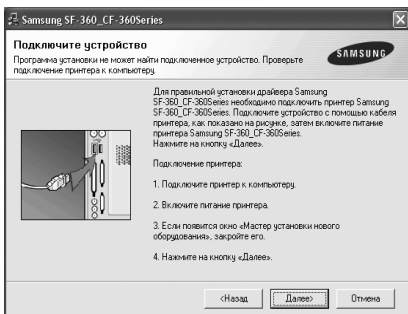 Samsung SF-360_CF-360Series
Подключите устройство
Программа установки не может найти подключенное устройство. Проверьте
подключение принтера к компьютеру.
SAMSUNG
Для правильной установки драйвера Samsung
SF-360_CF-360Series необходимо подключить принтер Samsung
SF-360_CF-360Series. Подключите устройство с помощью кабеля
принтера, как показано на рисунке, затем включите питание
принтера Samsung SF-360_CF-360Series.
Нажмите на кнопку «Далее».
Подключение принтера:
1. Подключите принтер к компьютеру.
2. Включите питание принтера.
3. Если появится окно «Мастер установки нового
оборудования», закройте его.
4. Нажмите на кнопку «Далее».
<Назад
Далее>
Отмена